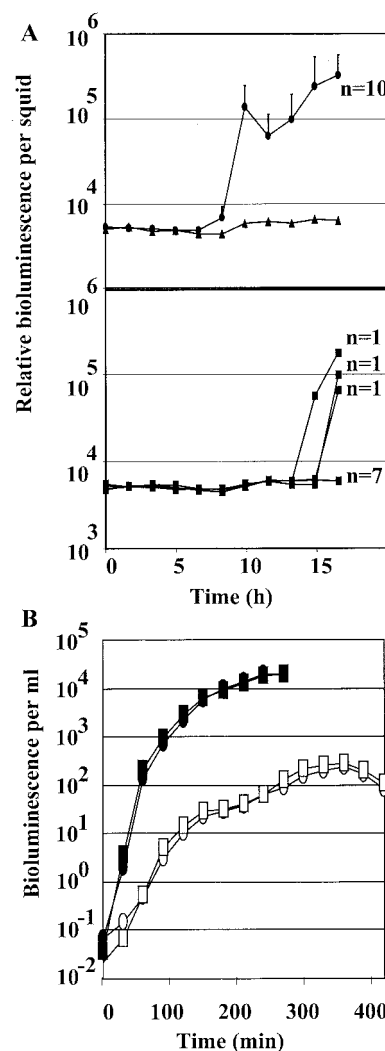 A
Relative bioluminescence per squid
10^6
10^5
n=10
10^4
10^6
n=1
10^5
n=1
n=1
10^4
n=7
10^3
0 5 10 15
Time (h)
B
Bioluminescence per ml
10^5
10^4
10^3
10^2
10^1
10^0
10^-1
10^-2
0 100 200 300 400
Time (min)